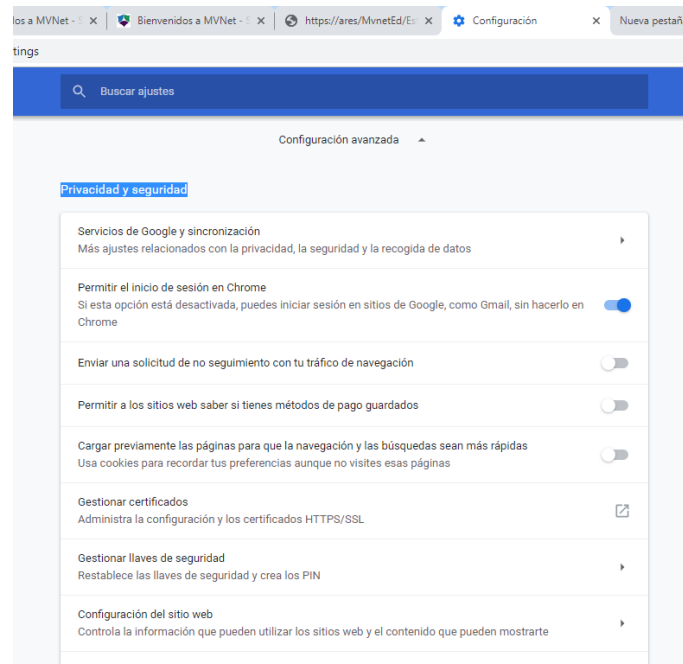 dos a MVNet - S
Bienvenidos a MVNet - S
https://ares/MvnetEd/Es
Configuración
Nueva pestañ
tings
Buscar ajustes
Configuración avanzada
Privacidad y seguridad
Servicios de Google y sincronización
Más ajustes relacionados con la privacidad, la seguridad y la recogida de datos
Permitir el inicio de sesión en Chrome
Si esta opción está desactivada, puedes iniciar sesión en sitios de Google, como Gmail, sin hacerlo en
Chrome
Enviar una solicitud de no seguimiento con tu tráfico de navegación
Permitir a los sitios web saber si tienes métodos de pago guardados
Cargar previamente las páginas para que la navegación y las búsquedas sean más rápidas
Usa cookies para recordar tus preferencias aunque no visites esas páginas
Gestionar certificados
Administra la configuración y los certificados HTTPS/SSL
Gestionar llaves de seguridad
Restablece las llaves de seguridad y crea los PIN
Configuración del sitio web
Controla la información que pueden utilizar los sitios web y el contenido que pueden mostrarte